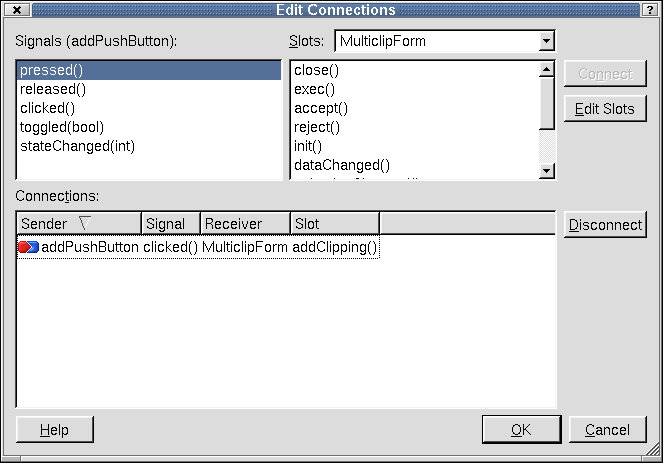 Edit Connections
Signals (addPushButton):
Slots: MulticlipForm
pressed()
released()
clicked()
toggled(bool)
stateChanged(int)
close()
exec()
accept()
reject()
init()
dataChanged()
Connect
Edit Slots
Connections:
Sender Signal Receiver Slot
addPushButton clicked() MulticlipForm addClipping()
Disconnect
Help OK Cancel